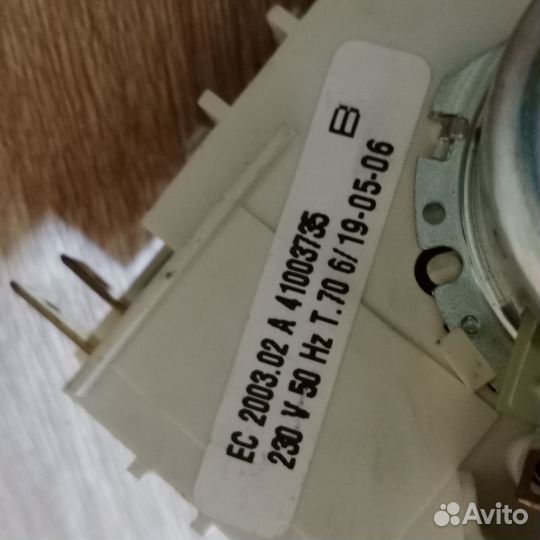 B
EC 2003.02 A 41003735
230 V 50 Hz T.70 6/19-05-06
Avito